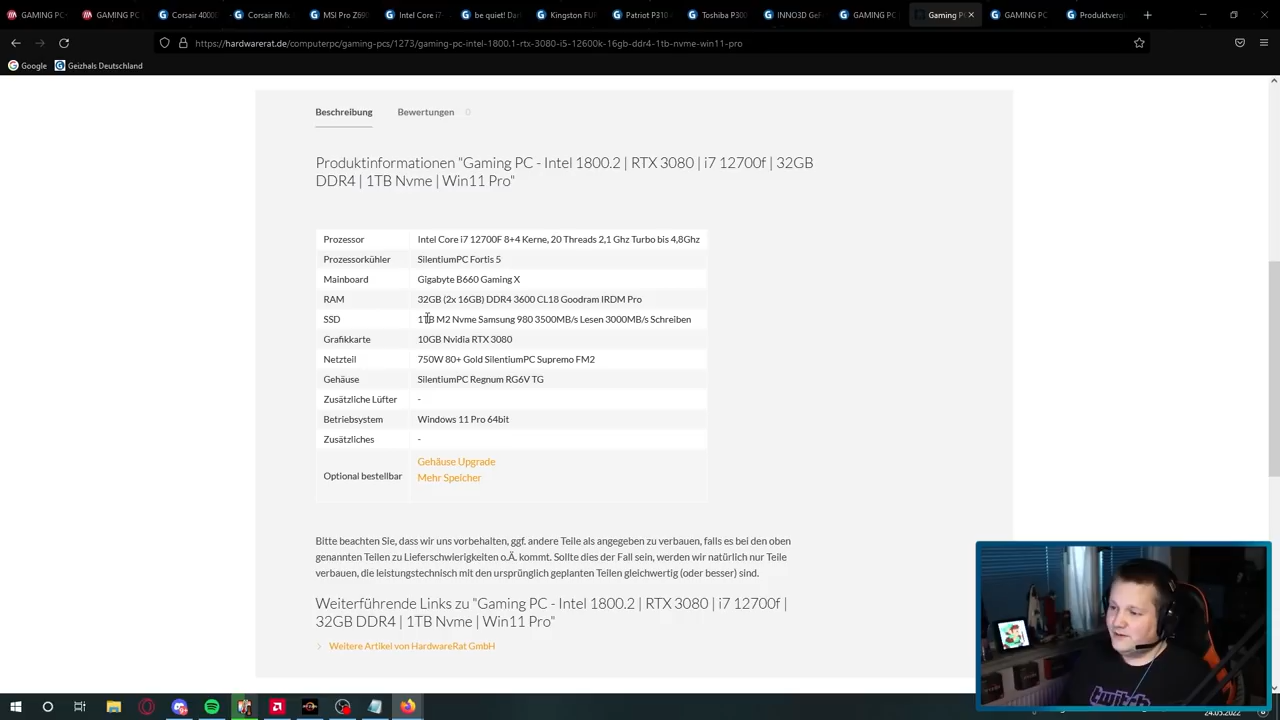 GAMING PC
GAMING PC
Corsair 4000
Corsair RMx
MSI Pro Z690
Intel Core i7-
be quiet! Dar
Kingston FUR
Patriot P310
Toshiba P300
INNO3D GeF
GAMING PC
Gaming PC
GAMING PC
Produktvergl
https://hardwarerat.de/computerpc/gaming-pcs/1273/gaming-pc-intel-1800.1-rtx-3080-i5-12600k-16gb-ddr4-1tb-nvme-win11-pro
Google Geizhals Deutschland
Beschreibung Bewertungen 0
Produktinformationen "Gaming PC - Intel 1800.2 | RTX 3080 | i7 12700f | 32GB
DDR4 | 1TB Nvme | Win11 Pro"
Prozessor Intel Core i7 12700F 8+4 Kerne, 20 Threads 2,1 Ghz Turbo bis 4,8Ghz
Prozessorkühler SilentiumPC Fortis 5
Mainboard Gigabyte B660 Gaming X
RAM 32GB (2x 16GB) DDR4 3600 CL18 Goodram IRDM Pro
SSD 1TB M2 Nvme Samsung 980 3500MB/s Lesen 3000MB/s Schreiben
Grafikkarte 10GB Nvidia RTX 3080
Netzteil 750W 80+ Gold SilentiumPC Supremo FM2
Gehäuse SilentiumPC Regnum RG6V TG
Zusätzliche Lüfter -
Betriebsystem Windows 11 Pro 64bit
Zusätzliches -
Gehäuse Upgrade
Optional bestellbar
Mehr Speicher
Bitte beachten Sie, dass wir uns vorbehalten, ggf. andere Teile als angegeben zu verbauen, falls es bei den oben
genannten Teilen zu Lieferschwierigkeiten o.Ä. kommt. Sollte dies der Fall sein, werden wir natürlich nur Teile
verbauen, die leistungstechnisch mit den ursprünglich geplanten Teilen gleichwertig (oder besser) sind.
Weiterführende Links zu "Gaming PC - Intel 1800.2 | RTX 3080 | i7 12700f |
32GB DDR4 | 1TB Nvme | Win11 Pro"
Weitere Artikel von HardwareRat GmbH
twitch
24.05.2022